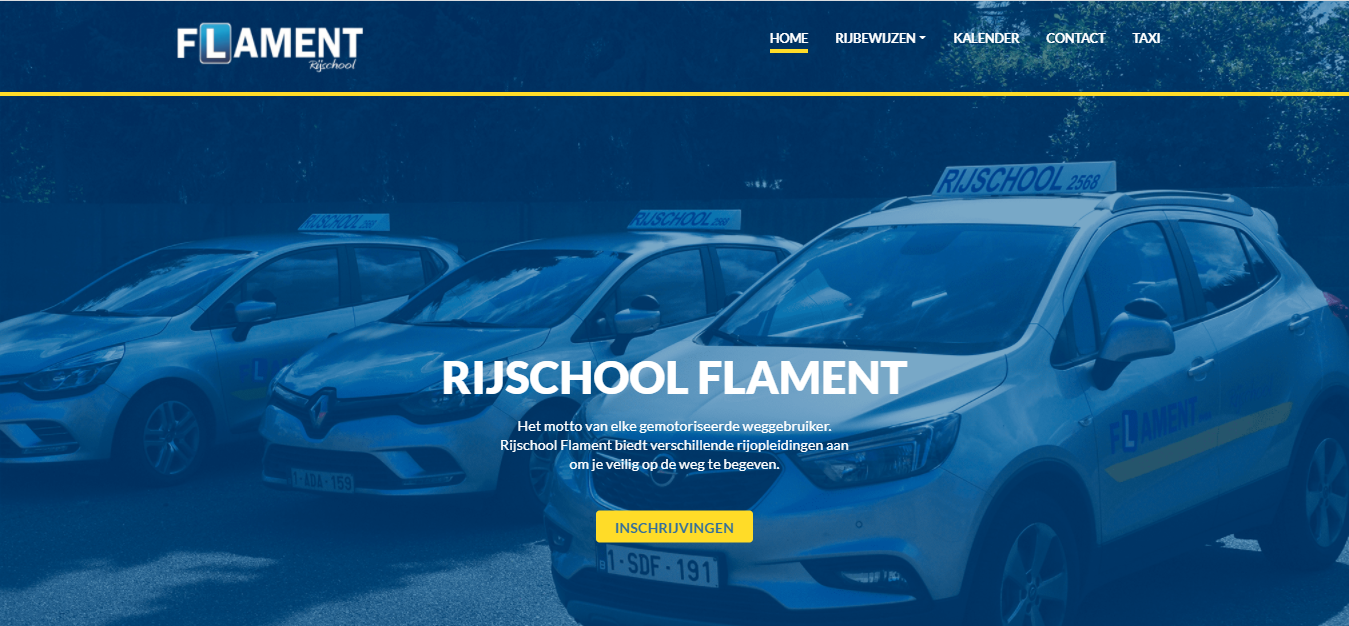 FLAMENT
Rijschool
HOME RIJBEWIJZEN KALENDER CONTACT TAXI
RIJSCHOOL 2568
RIJSCHOOL
RIJSCHOOL
RIJSCHOOL FLAMENT
Het motto van elke gemotoriseerde weggebruiker.
Rijschool Flament biedt verschillende rijopleidingen aan
om je veilig op de weg te begeven.
FLAMENT
1-ADA-159
INSCHRIJVINGEN
B 1-SDF-191